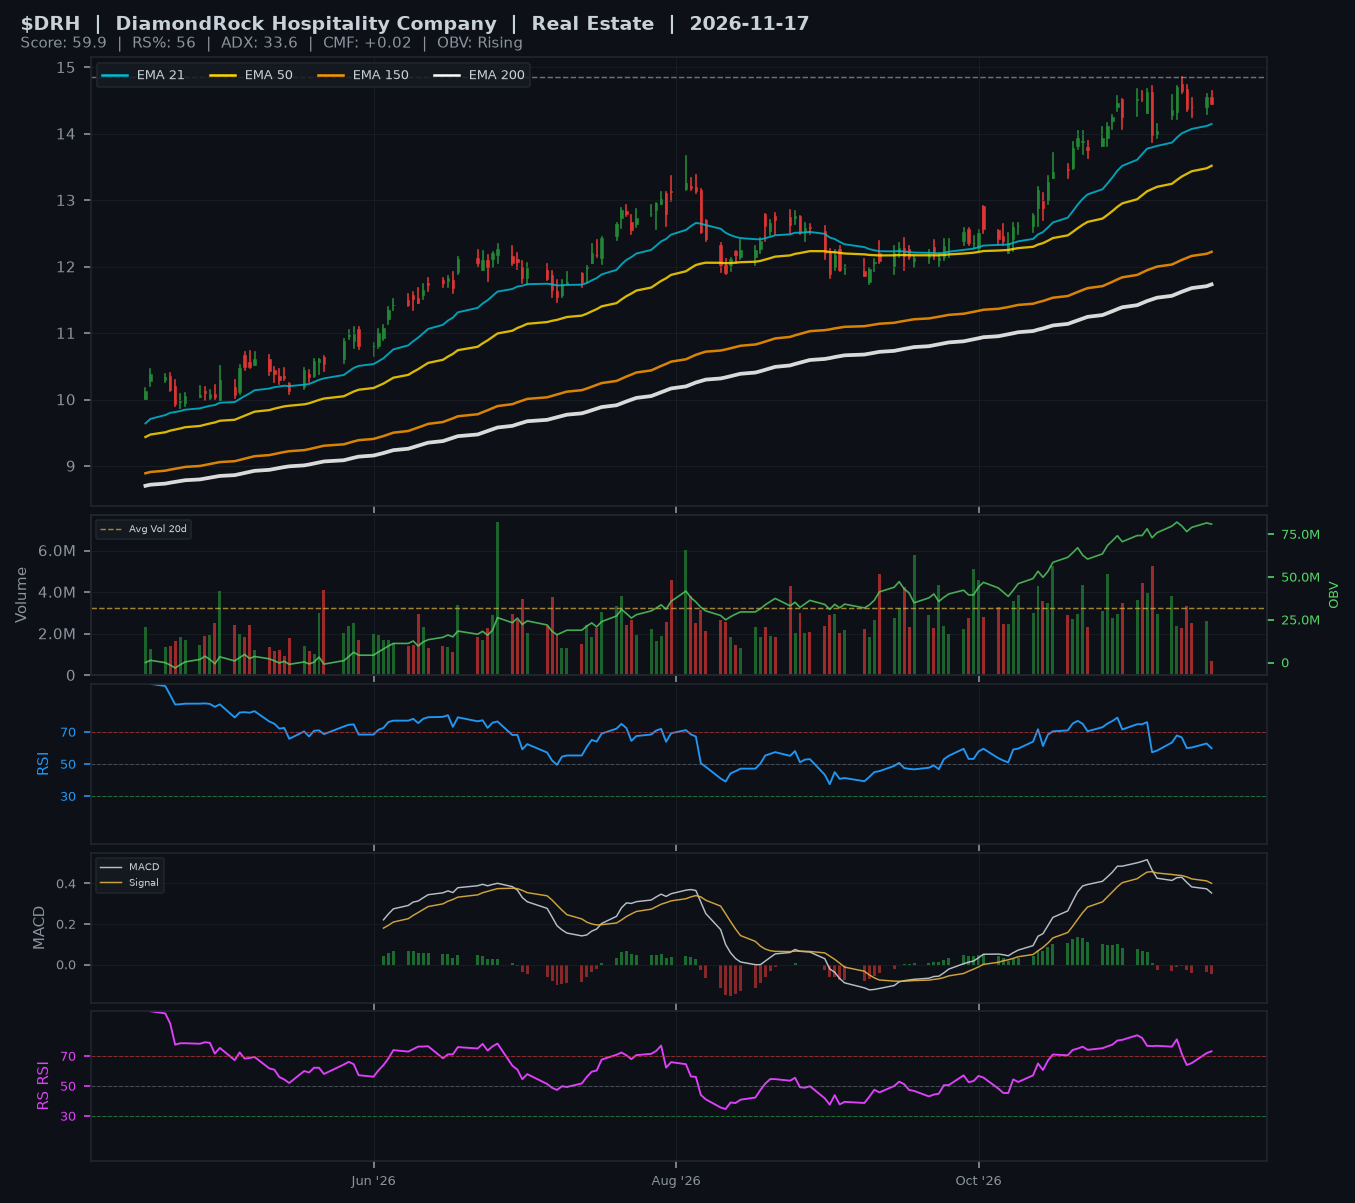 $DRH | DiamondRock Hospitality Company | Real Estate | 2026-11-17
Score: 59.9 | RS%: 56 | ADX: 33.6 | CMF: +0.02 | OBV: Rising
EMA 21 EMA 50 EMA 150 EMA 200
15
14
13
12
11
10
9
Avg Vol 20d
Volume
6.0M
4.0M
2.0M
0
75.0M
50.0M
25.0M
0
OBV
RSI
70
50
30
MACD
Signal
MACD
0.4
0.2
0.0
RS RSI
70
50
30
Jun '26
Aug '26
Oct '26